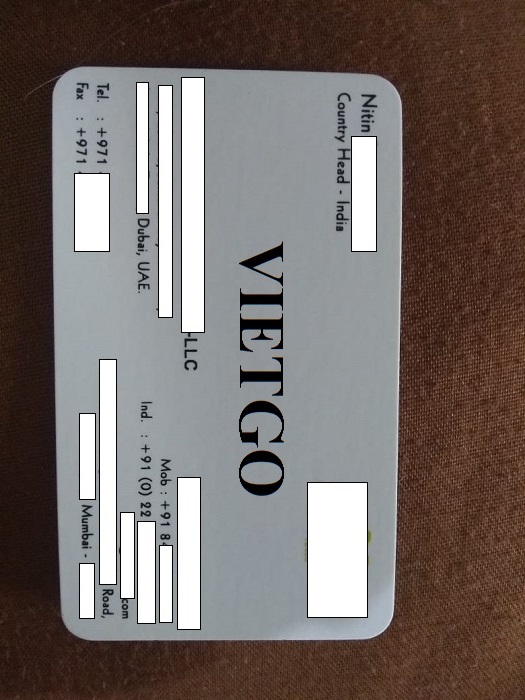 Nitin
Country Head - India
VIETGO
-LLC
Dubai, UAE.
Tel. : +971
Fax : +971
Mob : +91 84
Ind. : +91 (0) 22
com
Road,
Mumbai -